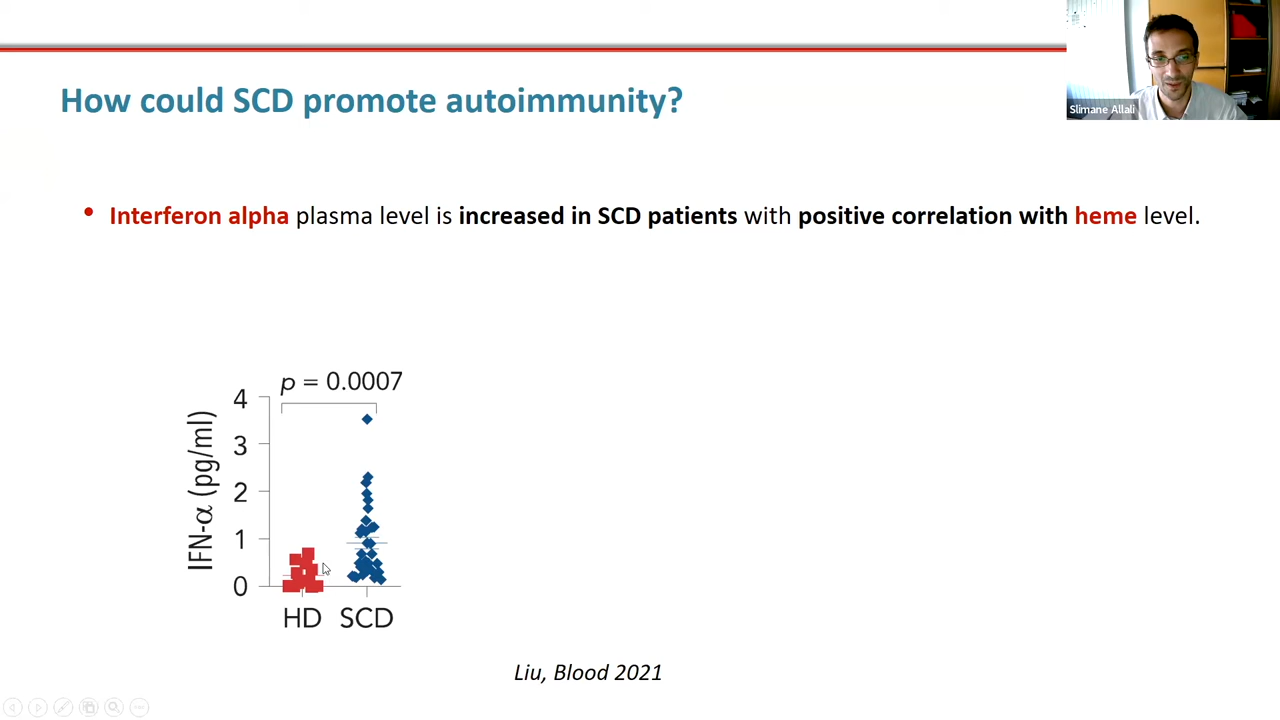 Slimane Allali
How could SCD promote autoimmunity?
• Interferon alpha plasma level is increased in SCD patients with positive correlation with heme level.
p = 0.0007
IFN-α (pg/ml)
4
3
2
1
0
HD SCD
Liu, Blood 2021